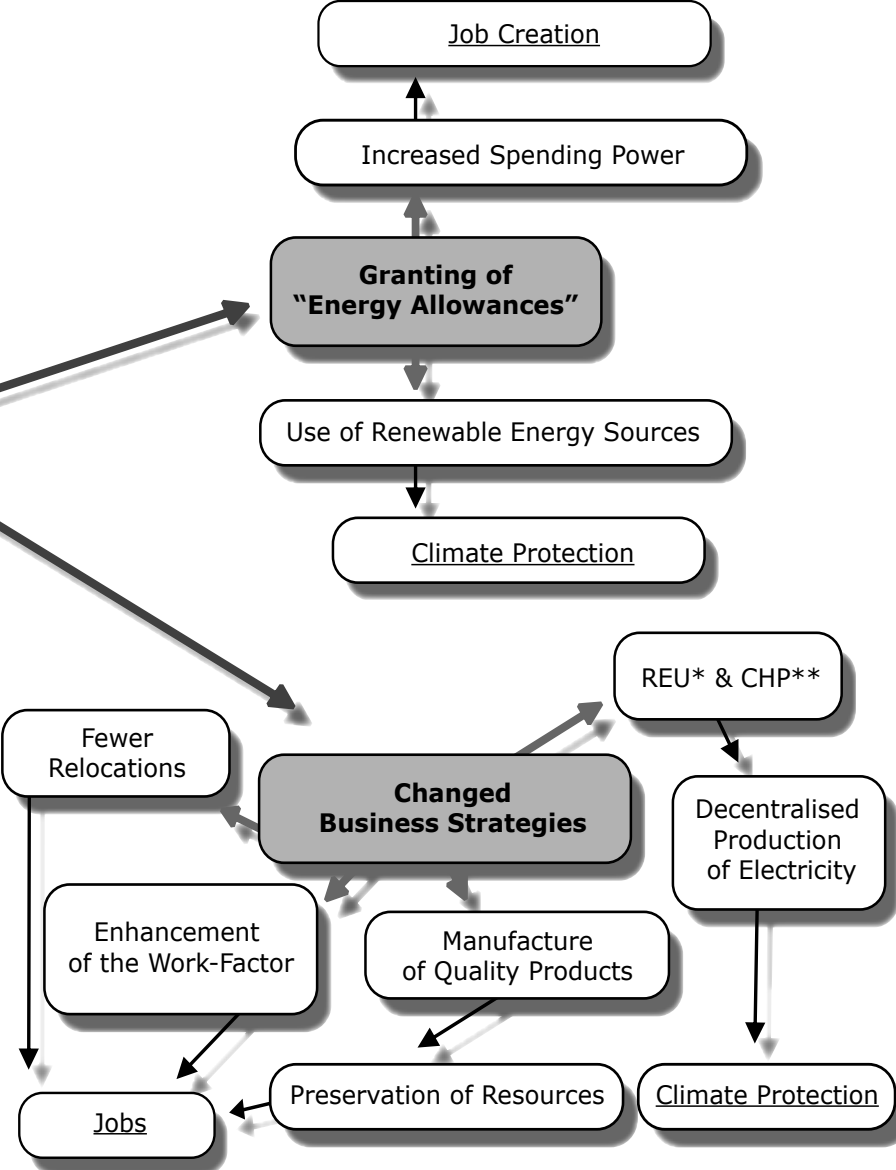 Job Creation
Increased Spending Power
Granting of
“Energy Allowances”
Use of Renewable Energy Sources
Climate Protection
REU* & CHP**
Fewer
Relocations
Changed
Business Strategies
Decentralised
Production
of Electricity
Enhancement
of the Work-Factor
Manufacture
of Quality Products
Preservation of Resources
Climate Protection
Jobs